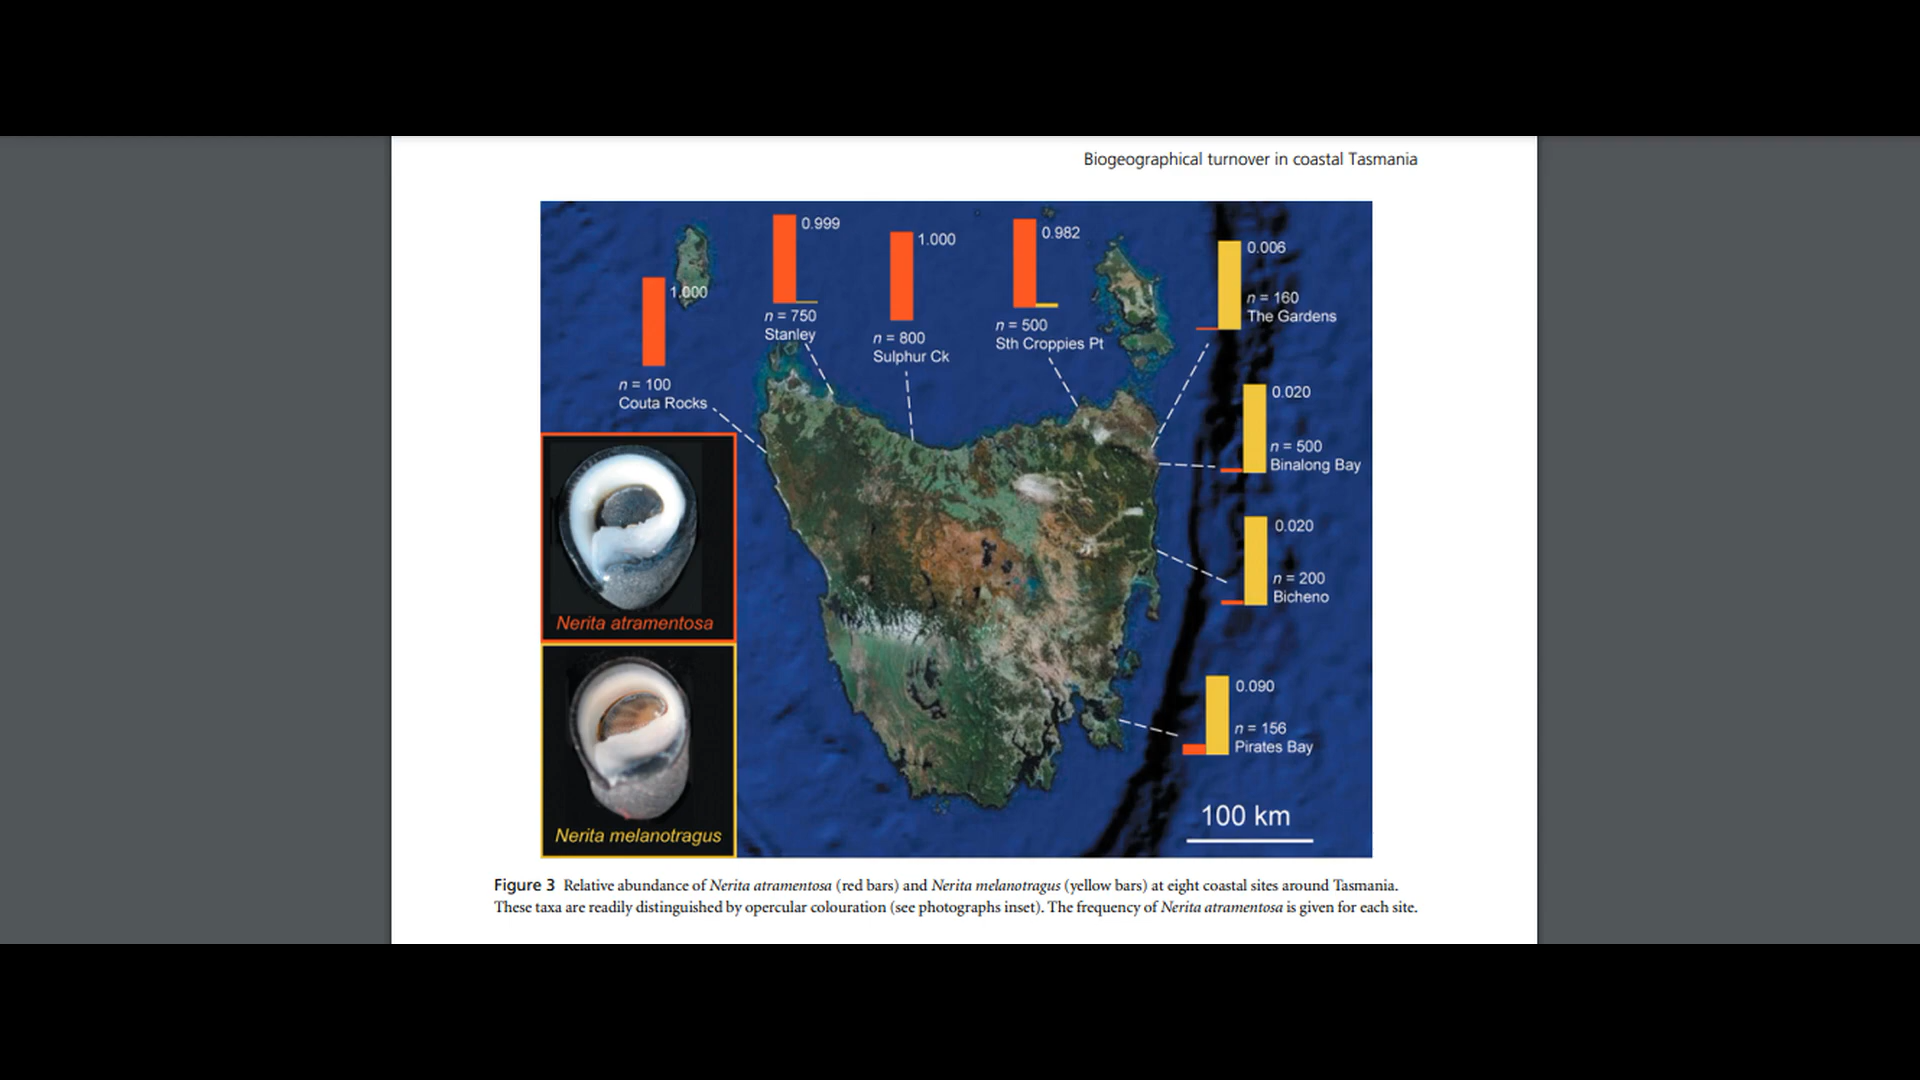 Biogeographical turnover in coastal Tasmania
0.999
1.000
0.982
0.006
1.000
n = 750
Stanley
n = 800
Sulphur Ck
n = 500
Sth Croppies Pt
n = 160
The Gardens
n = 100
Couta Rocks
0.020
n = 500
Binalong Bay
0.020
n = 200
Bicheno
Nerita atramentosa
0.090
n = 156
Pirates Bay
100 km
Nerita melanotragus
Figure 3 Relative abundance of Nerita atramentosa (red bars) and Nerita melanotragus (yellow bars) at eight coastal sites around Tasmania.
These taxa are readily distinguished by opercular colouration (see photographs inset). The frequency of Nerita atramentosa is given for each site.